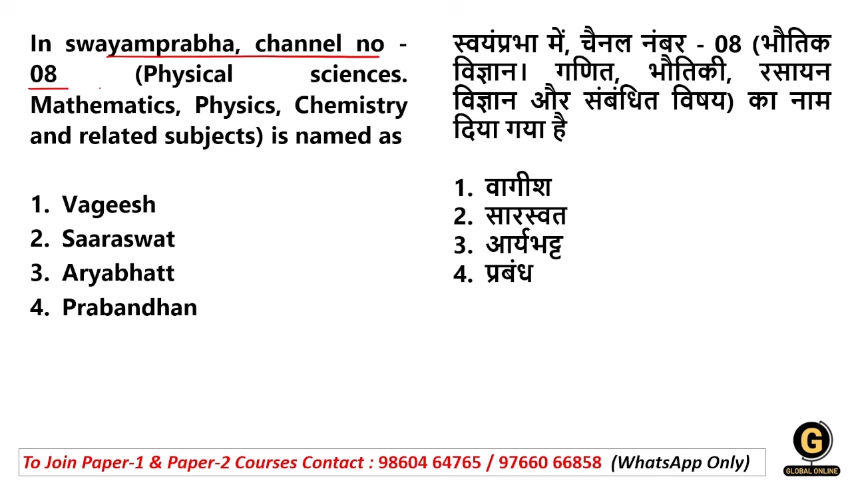 In swayamprabha, channel no -
08 (Physical sciences.
Mathematics, Physics, Chemistry
and related subjects) is named as
1. Vageesh
2. Saaraswat
3. Aryabhatt
4. Prabandhan
स्वयंप्रभा में, चैनल नंबर - 08 (भौतिक
विज्ञान। गणित, भौतिकी, रसायन
विज्ञान और संबंधित विषय) का नाम
दिया गया है
1. वागीश
2. सारस्वत
3. आर्यभट्ट
4. प्रबंध
To Join Paper-1 & Paper-2 Courses Contact : 98604 64765 / 97660 66858 (WhatsApp Only)
G
GLOBAL ONLINE